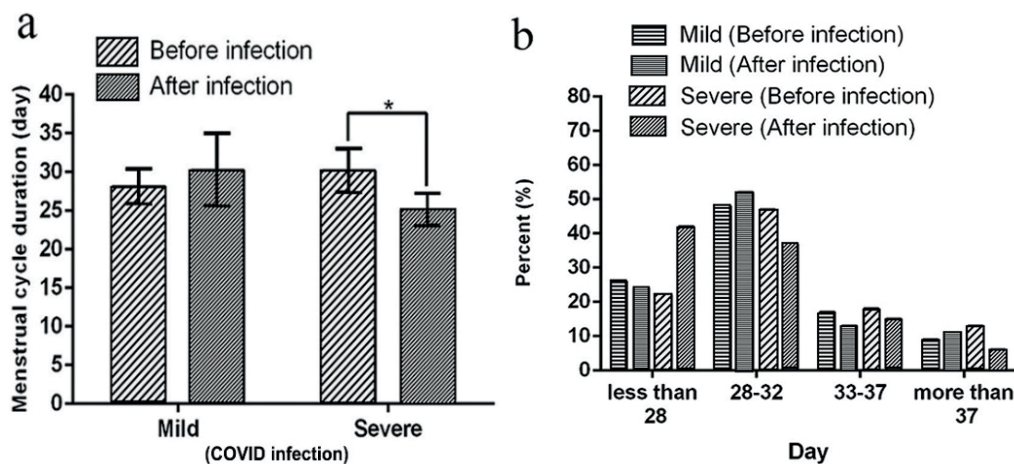 a
Before infection
After infection
Menstrual cycle duration (day)
40
35
30
25
20
15
10
5
0
*
Mild
Severe
(COVID infection)
b
Mild (Before infection)
Mild (After infection)
Severe (Before infection)
Severe (After infection)
Percent (%)
80
70
60
50
40
30
20
10
0
less than
28
28-32
33-37
more than
37
Day